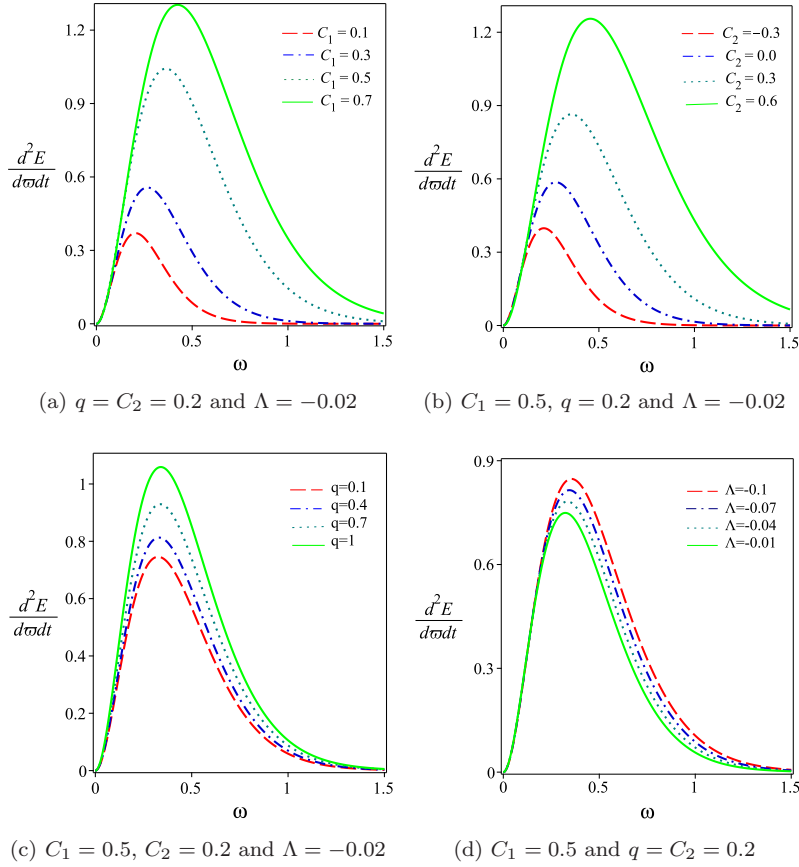 1.2
0.9
0.6
0.3
0
d²E
dϖdt
C₁ = 0.1
C₁ = 0.3
C₁ = 0.5
C₁ = 0.7
0 0.5 1 1.5
ω
(a) q = C₂ = 0.2 and Λ = −0.02
1.2
0.9
0.6
0.3
0
d²E
dϖdt
C₂ = −0.3
C₂ = 0.0
C₂ = 0.3
C₂ = 0.6
0 0.5 1 1.5
ω
(b) C₁ = 0.5, q = 0.2 and Λ = −0.02
1
0.8
0.6
0.4
0.2
0
d²E
dϖdt
q=0.1
q=0.4
q=0.7
q=1
0 0.5 1 1.5
ω
(c) C₁ = 0.5, C₂ = 0.2 and Λ = −0.02
0.9
0.6
0.3
0
d²E
dϖdt
Λ=-0.1
Λ=-0.07
Λ=-0.04
Λ=-0.01
0 0.5 1 1.5
ω
(d) C₁ = 0.5 and q = C₂ = 0.2